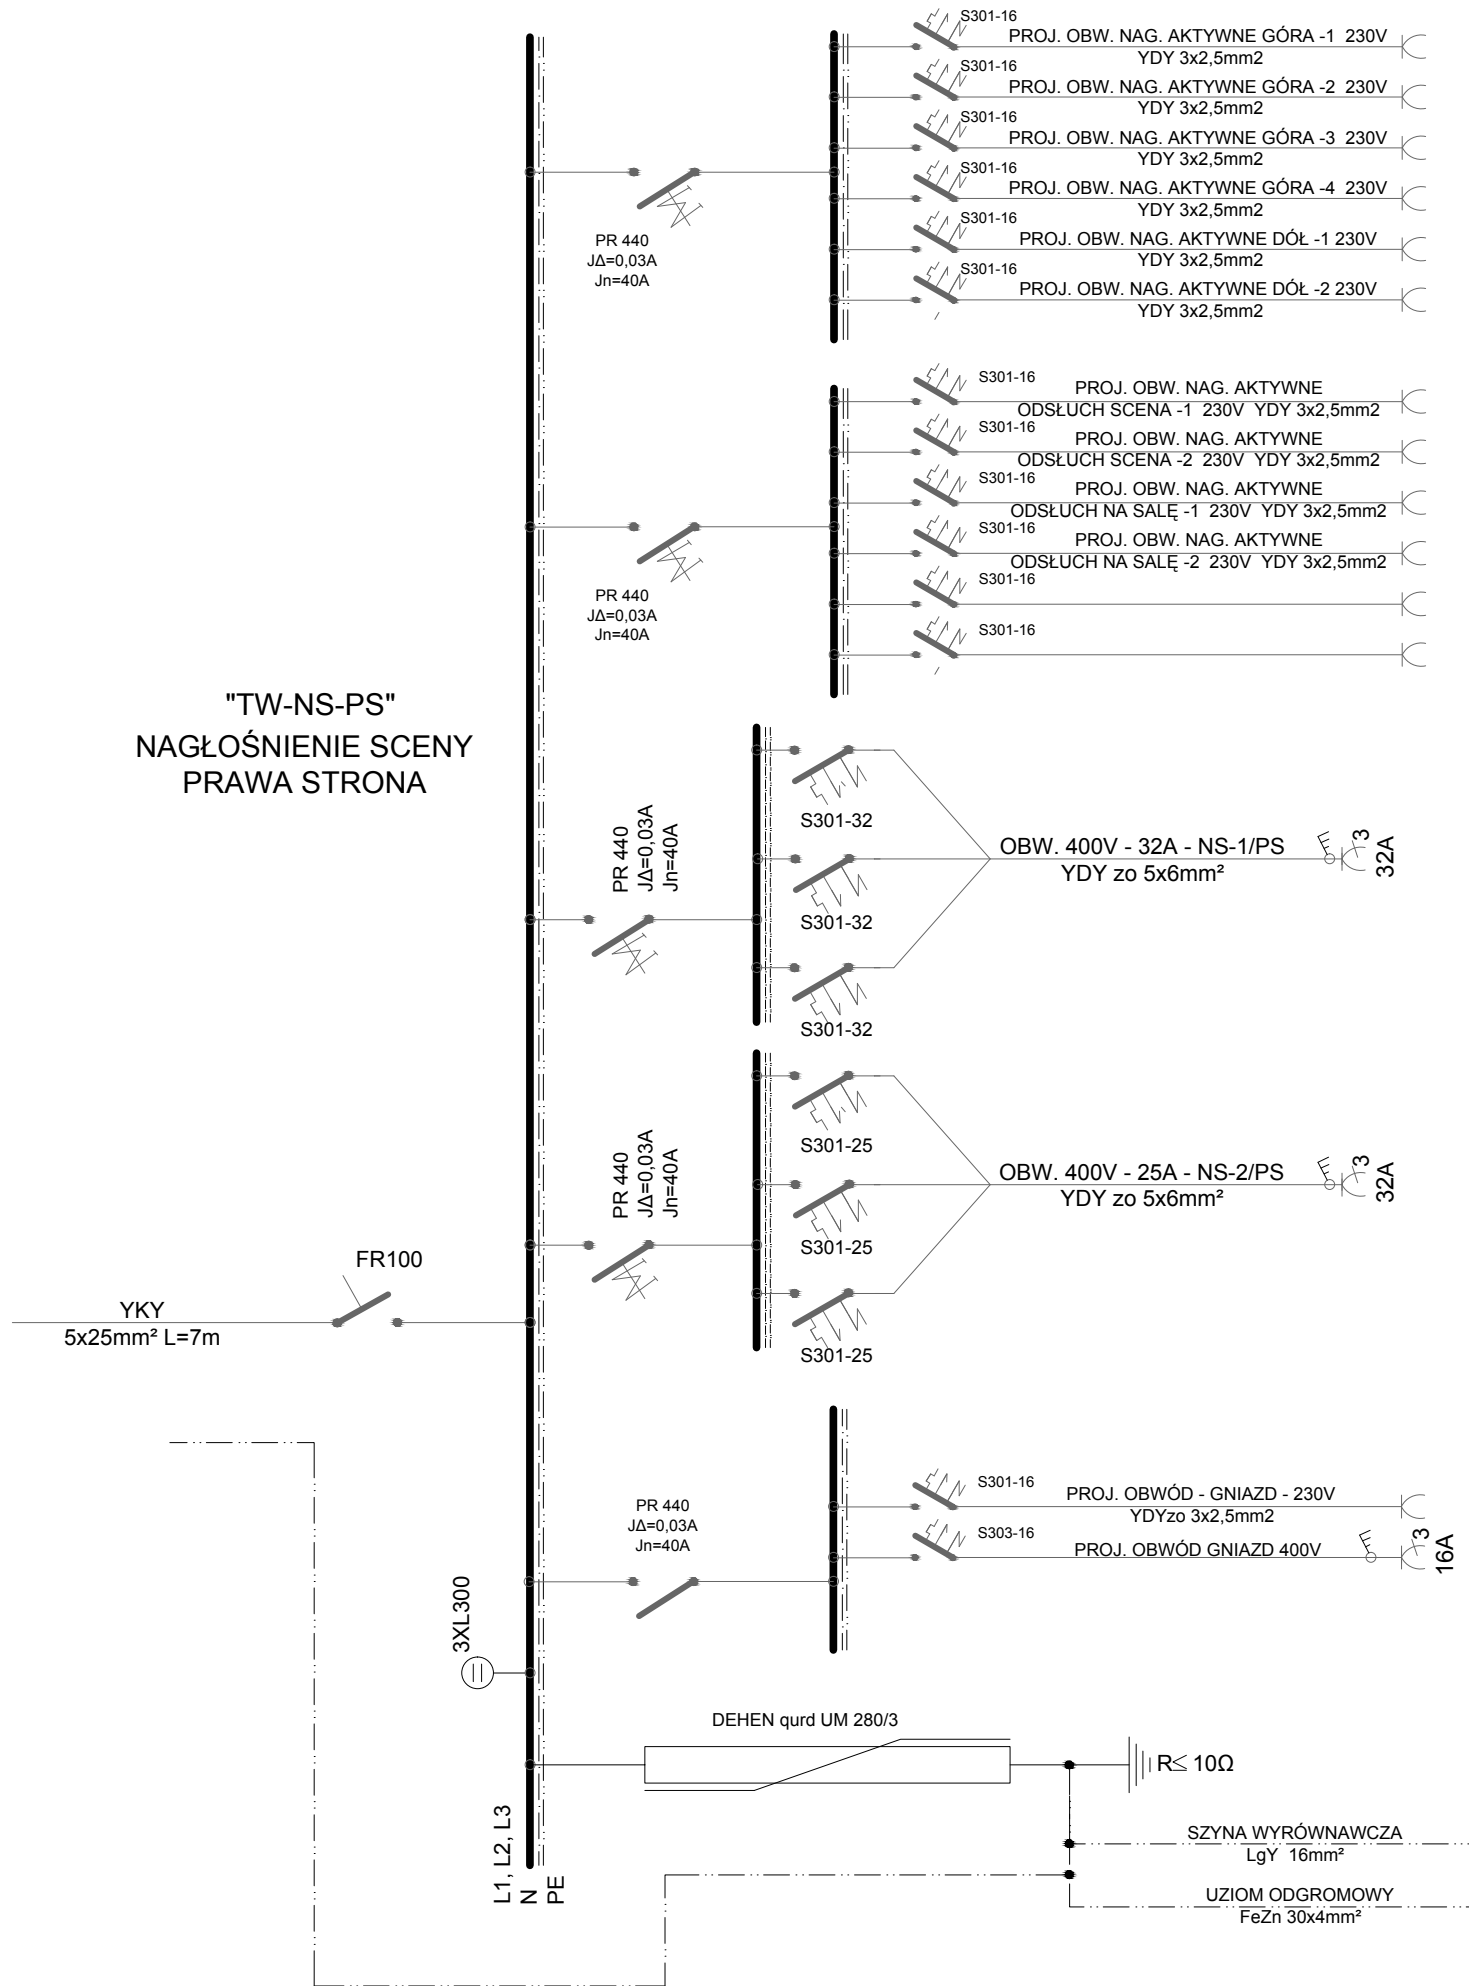 S301-16
PROJ. OBW. NAG. AKTYWNE GÓRA -1 230V
YDY 3x2,5mm2
S301-16
PROJ. OBW. NAG. AKTYWNE GÓRA -2 230V
YDY 3x2,5mm2
S301-16
PROJ. OBW. NAG. AKTYWNE GÓRA -3 230V
YDY 3x2,5mm2
S301-16
PROJ. OBW. NAG. AKTYWNE GÓRA -4 230V
YDY 3x2,5mm2
S301-16
PROJ. OBW. NAG. AKTYWNE DÓŁ -1 230V
YDY 3x2,5mm2
S301-16
PROJ. OBW. NAG. AKTYWNE DÓŁ -2 230V
YDY 3x2,5mm2
PR 440
JΔ=0,03A
Jn=40A
S301-16
PROJ. OBW. NAG. AKTYWNE
ODSŁUCH SCENA -1 230V YDY 3x2,5mm2
S301-16
PROJ. OBW. NAG. AKTYWNE
ODSŁUCH SCENA -2 230V YDY 3x2,5mm2
S301-16
PROJ. OBW. NAG. AKTYWNE
ODSŁUCH NA SALĘ -1 230V YDY 3x2,5mm2
S301-16
PROJ. OBW. NAG. AKTYWNE
ODSŁUCH NA SALĘ -2 230V YDY 3x2,5mm2
S301-16
S301-16
PR 440
JΔ=0,03A
Jn=40A
"TW-NS-PS"
NAGŁOŚNIENIE SCENY
PRAWA STRONA
PR 440
JΔ=0,03A
Jn=40A
S301-32
S301-32
S301-32
OBW. 400V - 32A - NS-1/PS
YDY zo 5x6mm²
3
32A
PR 440
JΔ=0,03A
Jn=40A
S301-25
S301-25
S301-25
OBW. 400V - 25A - NS-2/PS
YDY zo 5x6mm²
3
32A
FR100
YKY
5x25mm² L=7m
PR 440
JΔ=0,03A
Jn=40A
S301-16
PROJ. OBWÓD - GNIAZD - 230V
YDYzo 3x2,5mm2
S303-16
PROJ. OBWÓD GNIAZD 400V
3
16A
3XL300
DEHEN qurd UM 280/3
R≤ 10Ω
L1, L2, L3
N
PE
SZYNA WYRÓWNAWCZA
LgY 16mm²
UZIOM ODGROMOWY
FeZn 30x4mm²